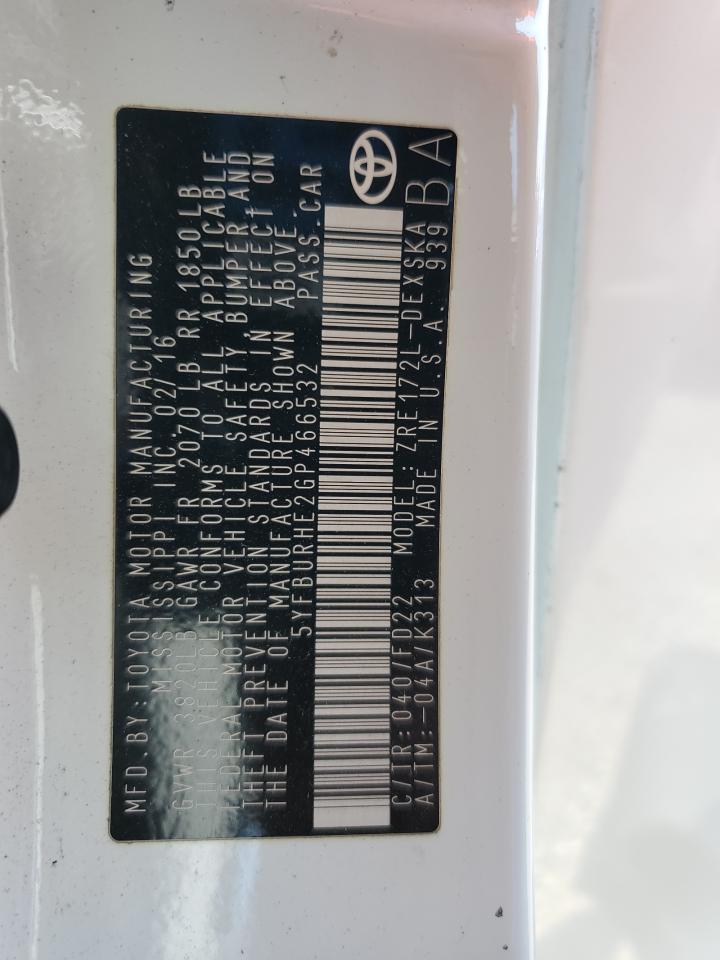 MFD.BY:TOYOTA MOTOR MANUFACTURING
MISSISSIPPI INC.02/16
GVWR 3820LB GAWR FR 2070LB RR 1850LB
THIS VEHICLE CONFORMS TO ALL APPLICABLE
FEDERAL MOTOR VEHICLE SAFETY,BUMPER,AND
THEFT PREVENTION STANDARDS IN EFFECT ON
THE DATE OF MANUFACTURE SHOWN ABOVE.
5YFBURHE2GP466532 PASS.CAR
C/TR:040/FD22 MODEL:ZRE172L-DEXSKA
A/TM:-04A/K313 MADE IN U.S.A. 939 BA